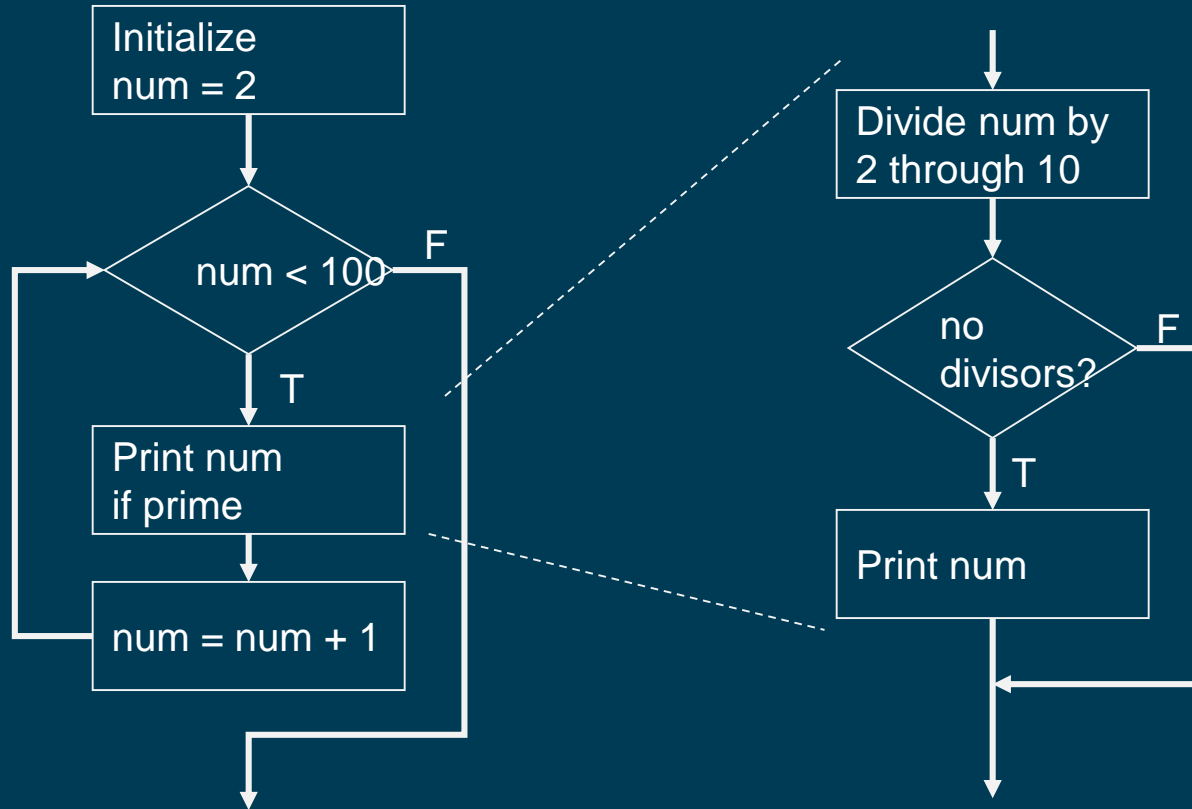 Initialize
num = 2
num < 100
F
T
Print num
if prime
num = num + 1
Divide num by
2 through 10
no
divisors?
F
T
Print num